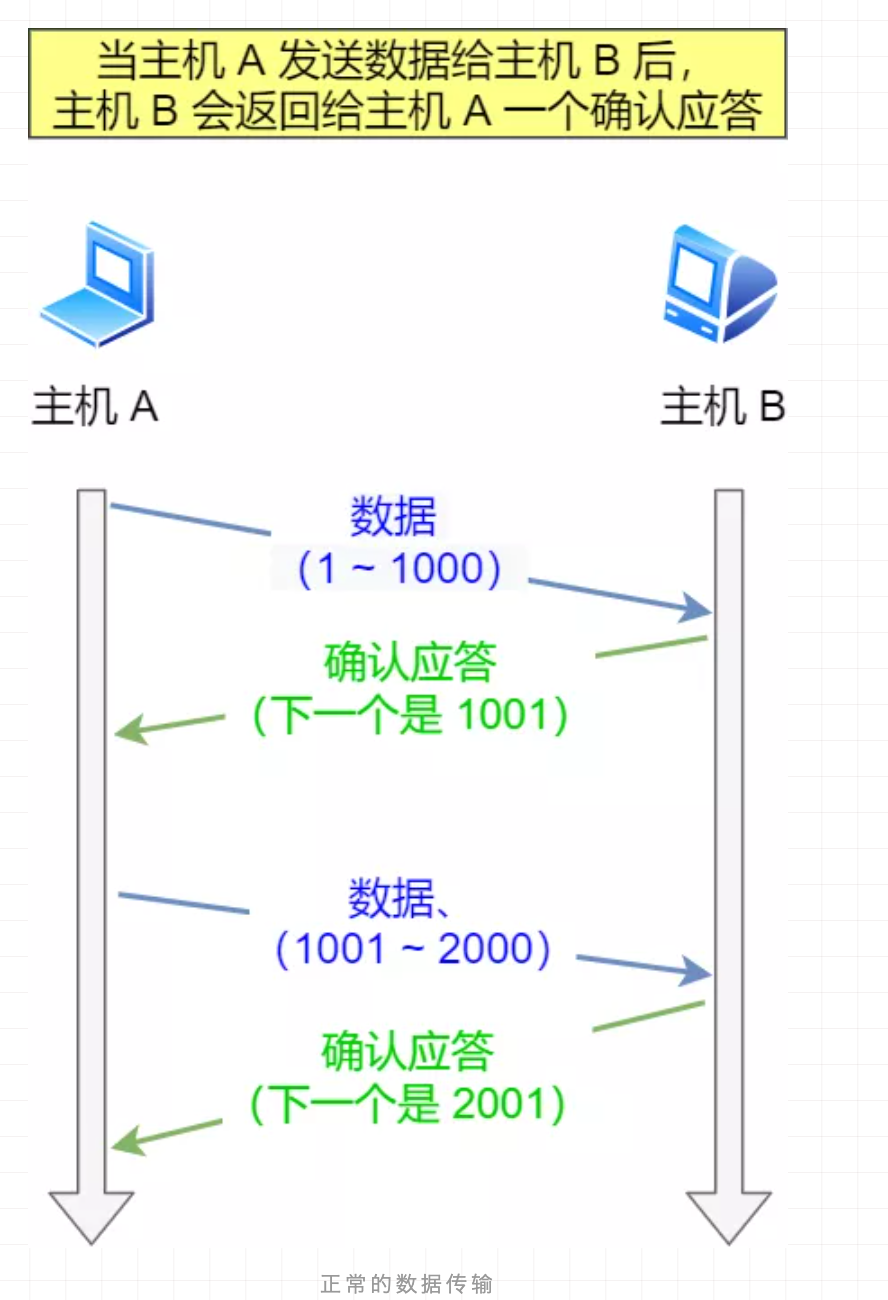 当主机 A 发送数据给主机 B 后，
主机 B 会返回给主机 A 一个确认应答
主机 A
主机 B
数据
（1 ~ 1000）
确认应答
（下一个是 1001）
数据、
（1001 ~ 2000）
确认应答
（下一个是 2001）
正常的数据传输